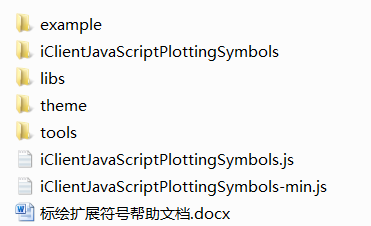 example
iClientJavaScriptPlottingSymbols
libs
theme
tools
iClientJavaScriptPlottingSymbols.js
iClientJavaScriptPlottingSymbols-min.js
标绘扩展符号帮助文档.docx